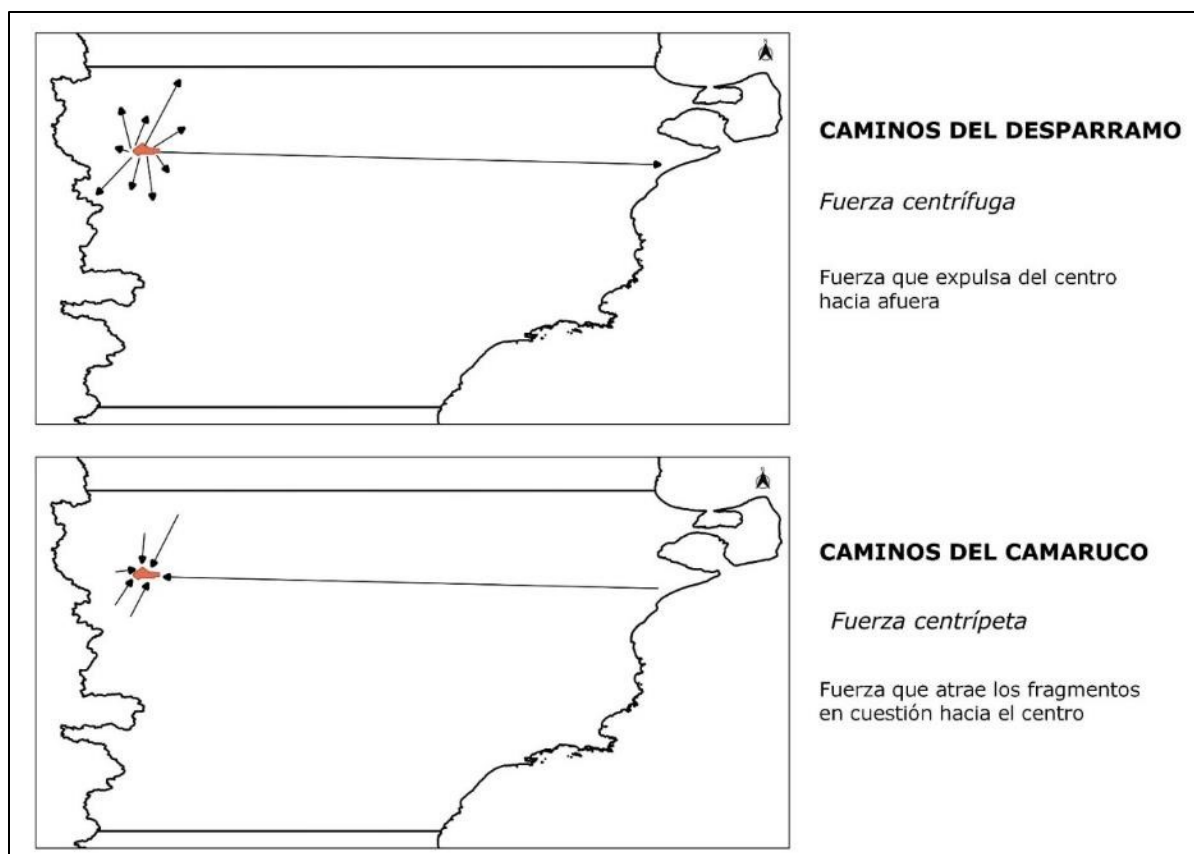 CAMINOS DEL DESPARRAMO
Fuerza centrífuga
Fuerza que expulsa del centro
hacia afuera
CAMINOS DEL CAMARUCO
Fuerza centrípeta
Fuerza que atrae los fragmentos
en cuestión hacia el centro